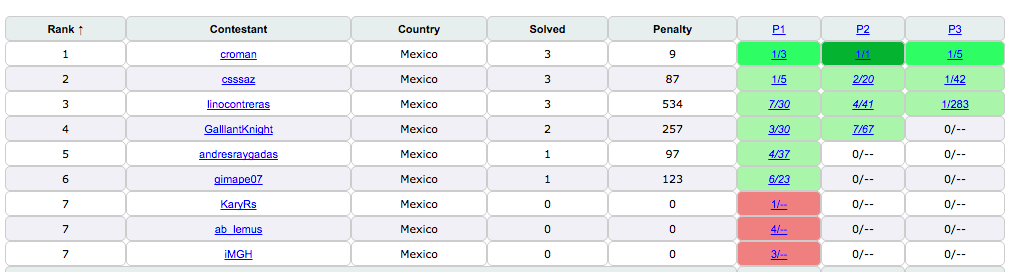 Rank ↑ Contestant Country Solved Penalty P1 P2 P3
1 croman Mexico 3 9 1/3 1/1 1/5
2 csssaz Mexico 3 87 1/5 2/20 1/42
3 linocontreras Mexico 3 534 7/30 4/41 1/283
4 GalllantKnight Mexico 2 257 3/30 7/67 0/--
5 andresraygadas Mexico 1 97 4/37 0/-- 0/--
6 gimape07 Mexico 1 123 6/23 0/-- 0/--
7 KaryRs Mexico 0 0 1/-- 0/-- 0/--
7 ab_lemus Mexico 0 0 4/-- 0/-- 0/--
7 iMGH Mexico 0 0 3/-- 0/-- 0/--